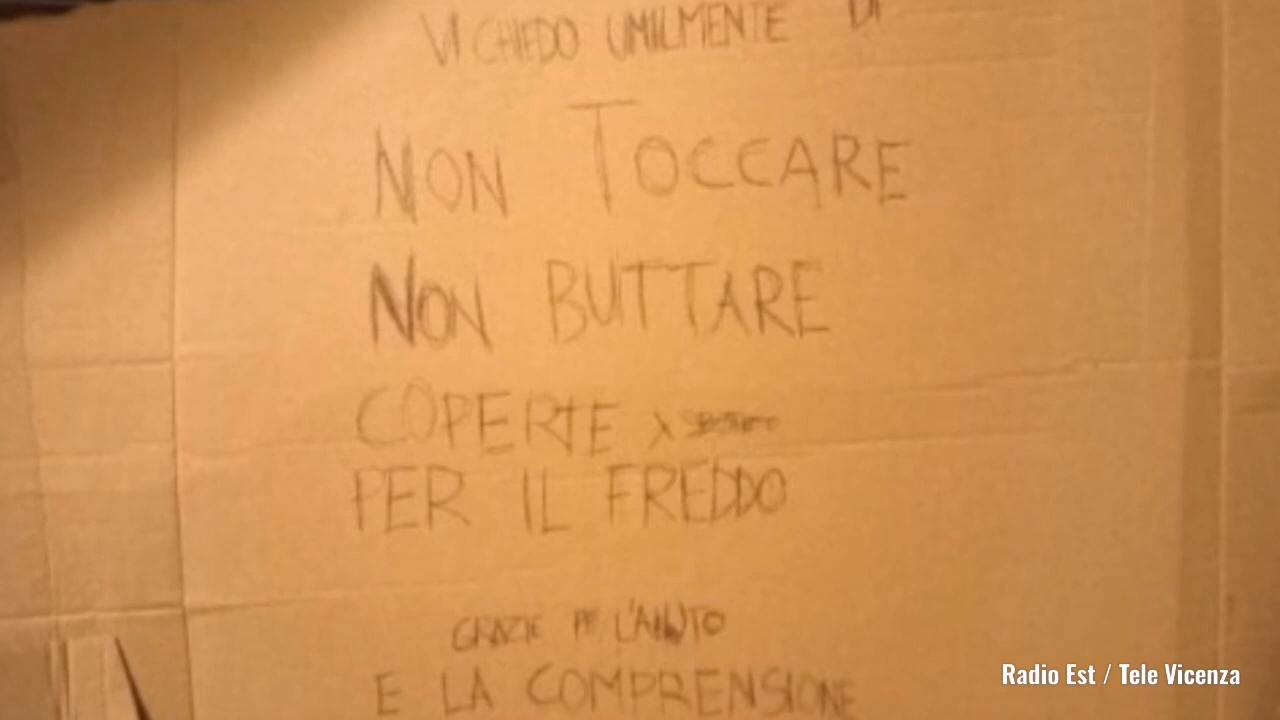 VI CHIEDO UMILMENTE DI
NON TOCCARE
NON BUTTARE
COPERTE X
PER IL FREDDO
GRAZIE PE L'AIUTO
E LA COMPRENSIONE
Radio Est / Tele Vicenza